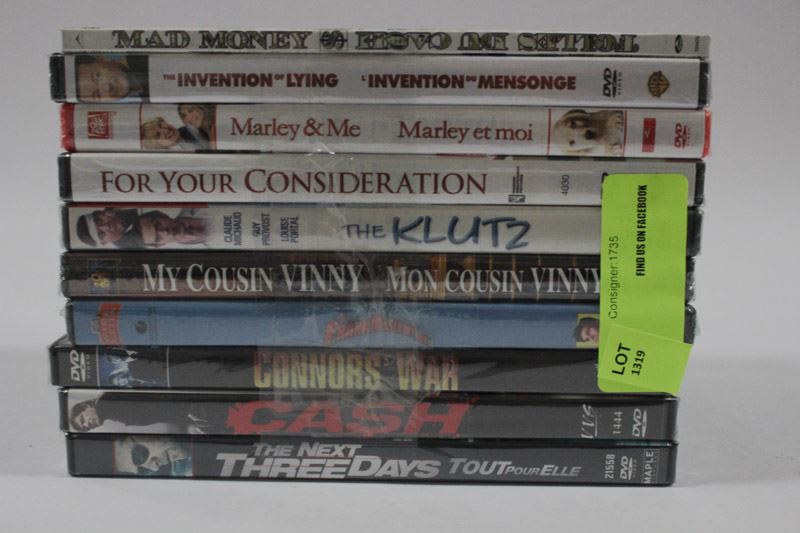 MAD MONEY $ FOLLES DU CASH
THE INVENTION OF LYING L'INVENTION DU MENSONGE DVD VIDEO
Marley & Me Marley et moi DVD
FOR YOUR CONSIDERATION 4030
CLAUDE MICHAUD GUY PROVOST LOUISE PORTAL THE KLUTZ
MY COUSIN VINNY MON COUSIN VINNY
DVD VIDEO CONNORS' WAR
CASH 1444 DVD
THE NEXT THREE DAYS TOUT POUR ELLE 21558 DVD MAPLE
Consigner: 1735
FIND US ON FACEBOOK
LOT 1319